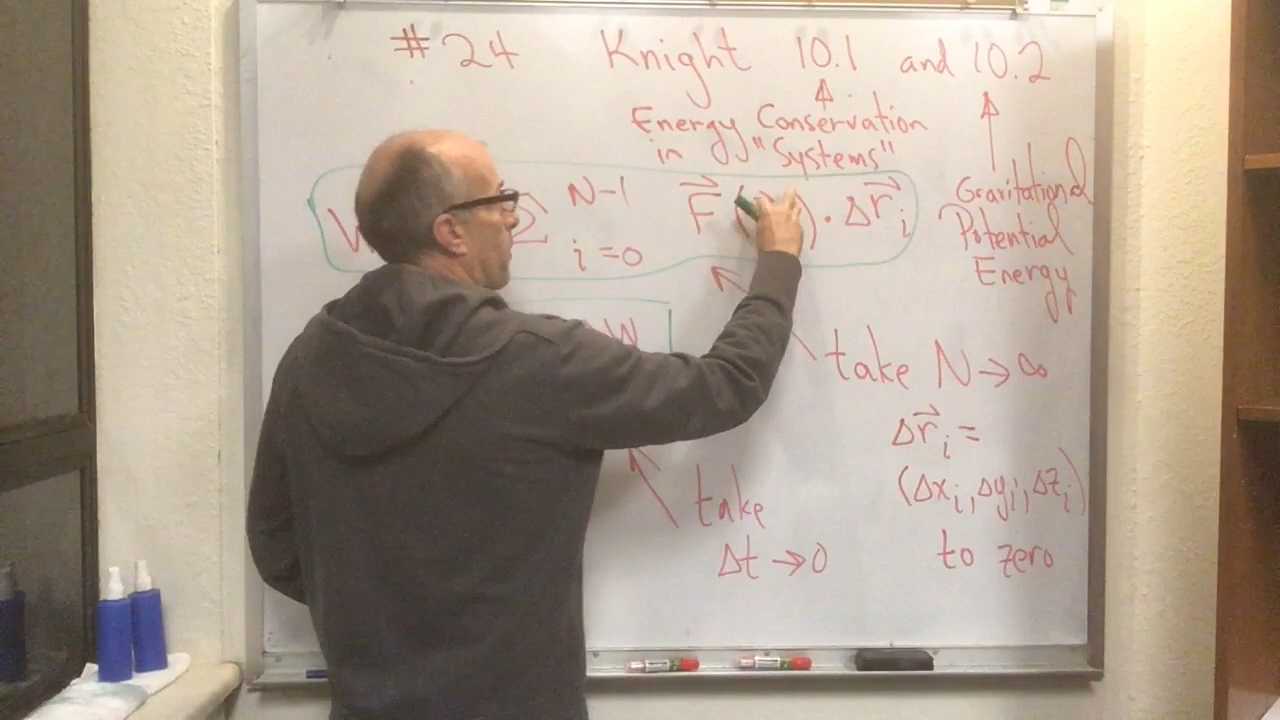 # 24 Knight 10.1 and 10.2
Energy Conservation
in "Systems"
Gravitational
Potential
Energy
W Σ N-1 i=0 F⃗ ( ) · Δr⃗ᵢ
W
take N → ∞
Δr⃗ᵢ =
(Δxᵢ, Δyᵢ, Δzᵢ)
to zero
take
Δt → 0